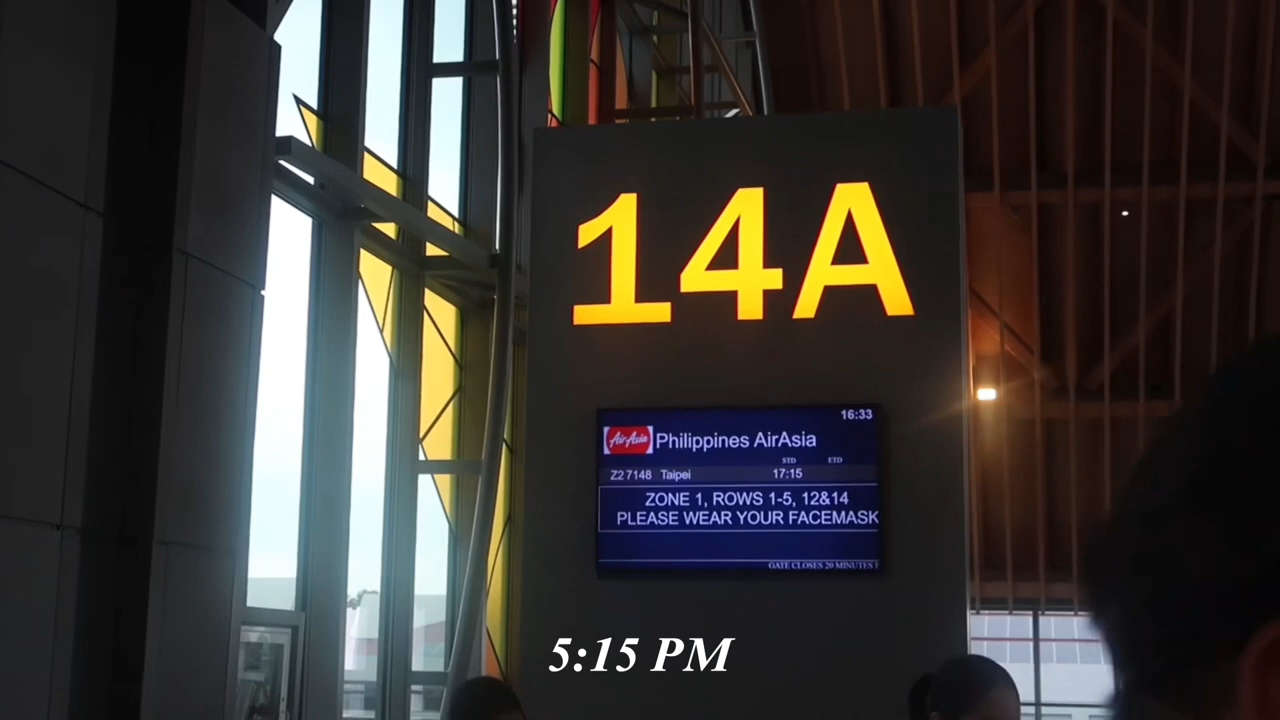 14A
16:33
AirAsia Philippines AirAsia
STD ETD
Z2 7148 Taipei 17:15
ZONE 1, ROWS 1-5, 12&14
PLEASE WEAR YOUR FACEMASK
GATE CLOSES 20 MINUTES
5:15 PM